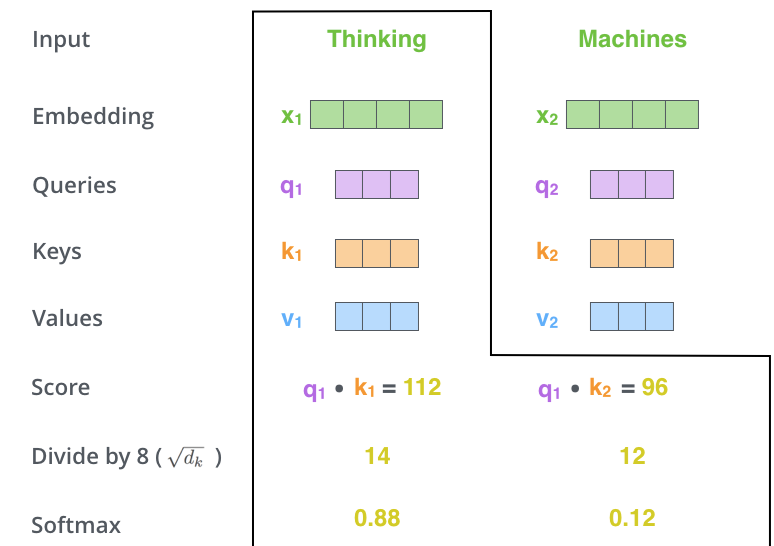 Input Thinking Machines
Embedding x₁ x₂
Queries q₁ q₂
Keys k₁ k₂
Values v₁ v₂
Score q₁ • k₁ = 112 q₁ • k₂ = 96
Divide by 8 ( √dₖ ) 14 12
Softmax 0.88 0.12